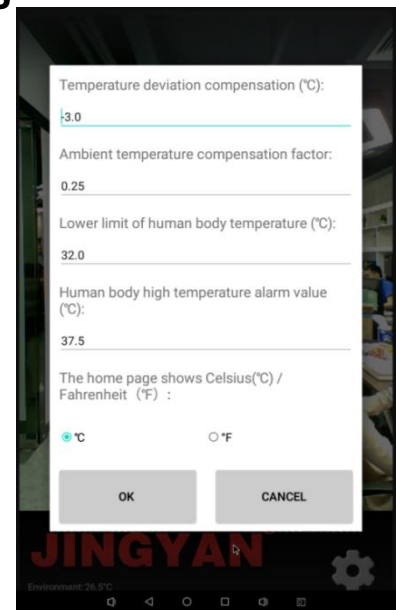 Temperature deviation compensation (℃):
-3.0
Ambient temperature compensation factor:
0.25
Lower limit of human body temperature (℃):
32.0
Human body high temperature alarm value
(℃):
37.5
The home page shows Celsius(℃) /
Fahrenheit（℉）:
℃
℉
OK
CANCEL
JINGYAN
Environment:26.5℃